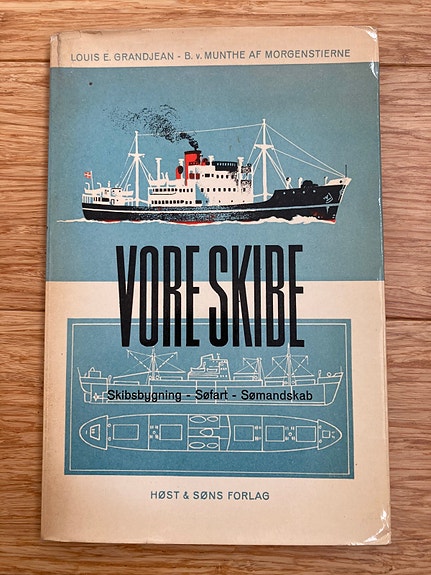 LOUIS E. GRANDJEAN - B. v. MUNTHE AF MORGENSTIERNE
VORE SKIBE
Skibsbygning - Søfart - Sømandskab
HØST & SØNS FORLAG